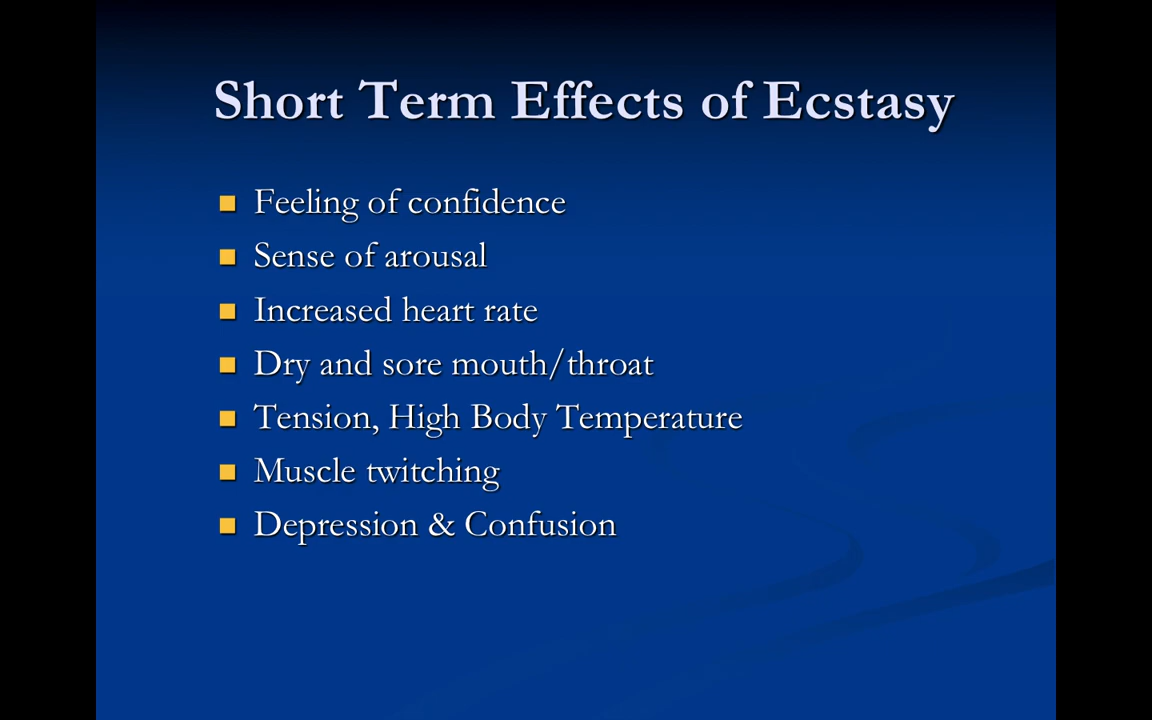 Short Term Effects of Ecstasy
Feeling of confidence
Sense of arousal
Increased heart rate
Dry and sore mouth/throat
Tension, High Body Temperature
Muscle twitching
Depression & Confusion